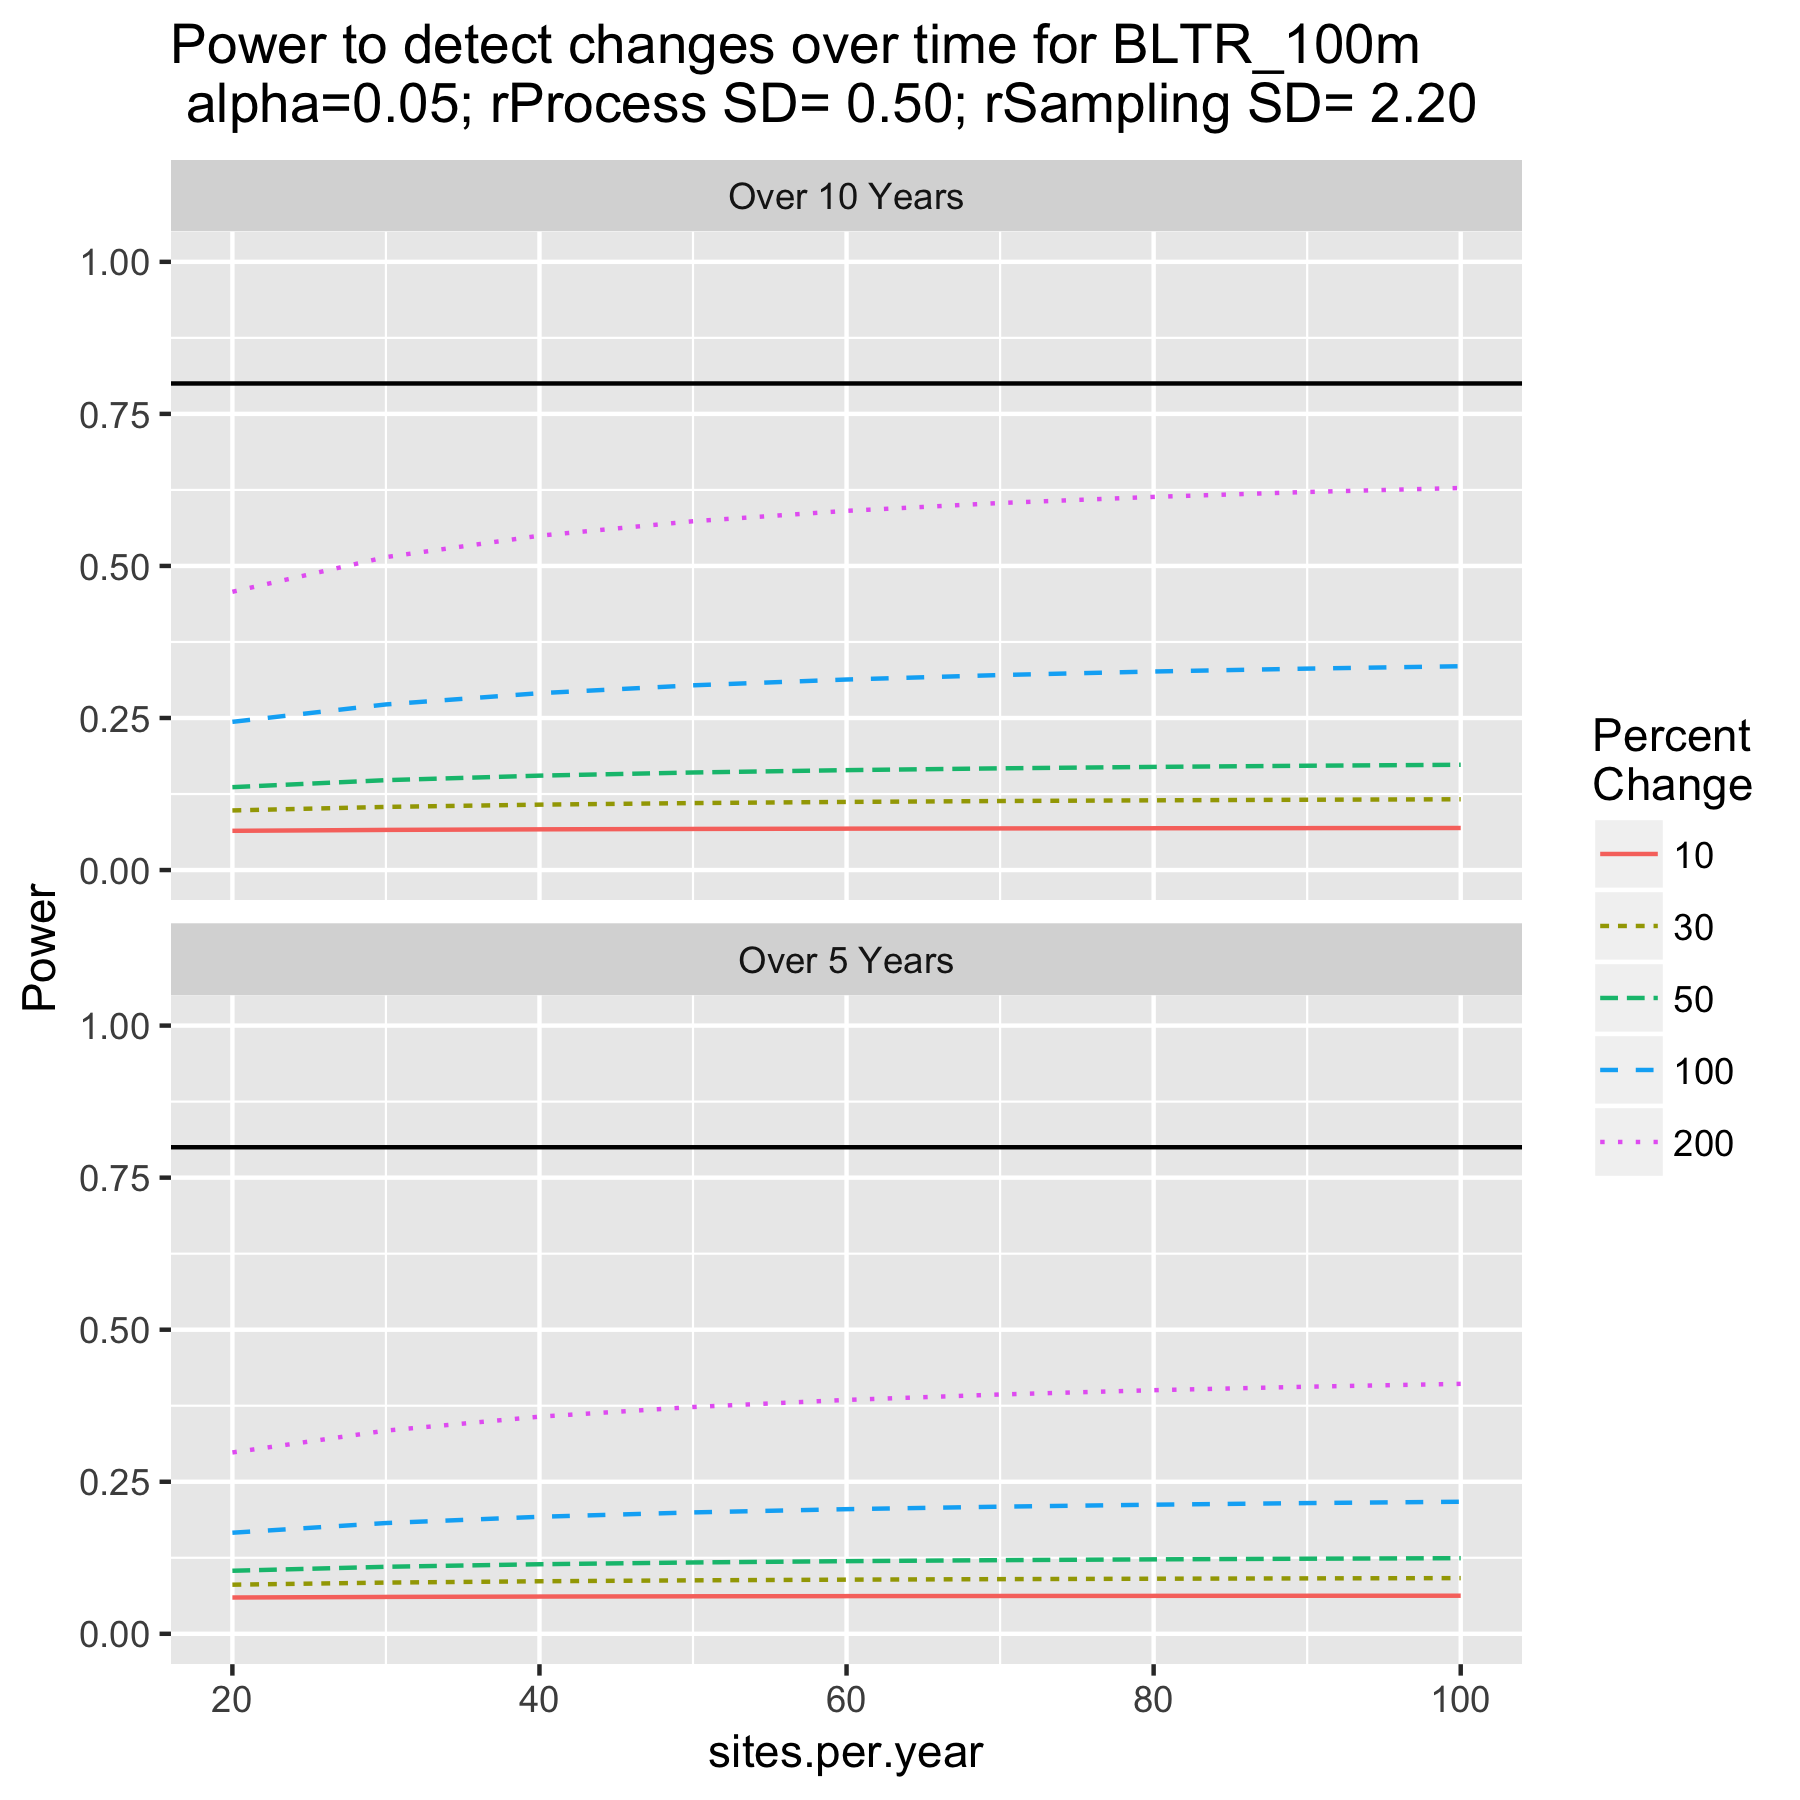 Power to detect changes over time for BLTR_100m
alpha=0.05; rProcess SD= 0.50; rSampling SD= 2.20
Over 10 Years
1.00
0.75
0.50
0.25
0.00
Over 5 Years
1.00
0.75
0.50
0.25
0.00
Power
20 40 60 80 100
sites.per.year
Percent
Change
10
30
50
100
200